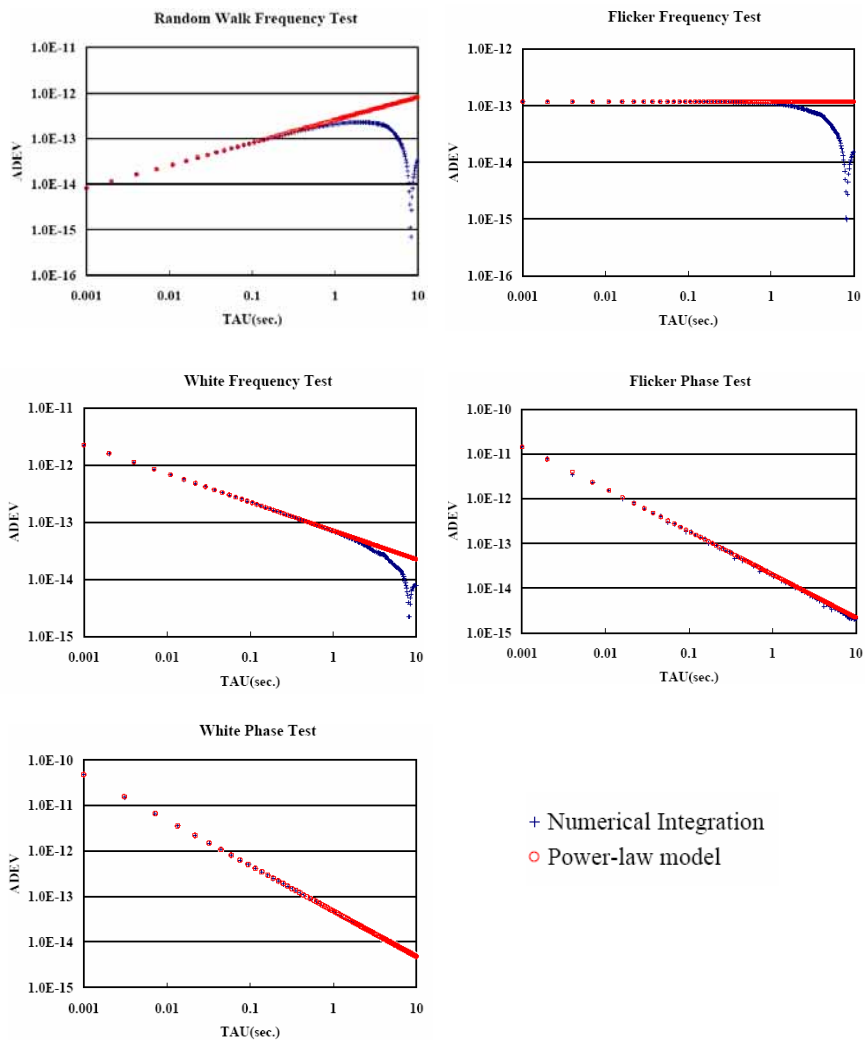 Random Walk Frequency Test
1.0E-11
1.0E-12
1.0E-13
1.0E-14
1.0E-15
1.0E-16
ADEV
0.001 0.01 0.1 1 10
TAU(sec.)
Flicker Frequency Test
1.0E-12
1.0E-13
1.0E-14
1.0E-15
1.0E-16
ADEV
0.001 0.01 0.1 1 10
TAU(sec.)
White Frequency Test
1.0E-11
1.0E-12
1.0E-13
1.0E-14
1.0E-15
ADEV
0.001 0.01 0.1 1 10
TAU(sec.)
Flicker Phase Test
1.0E-10
1.0E-11
1.0E-12
1.0E-13
1.0E-14
1.0E-15
ADEV
0.001 0.01 0.1 1 10
TAU(sec.)
White Phase Test
1.0E-10
1.0E-11
1.0E-12
1.0E-13
1.0E-14
1.0E-15
ADEV
0.001 0.01 0.1 1 10
TAU(sec.)
+ Numerical Integration
○ Power-law model